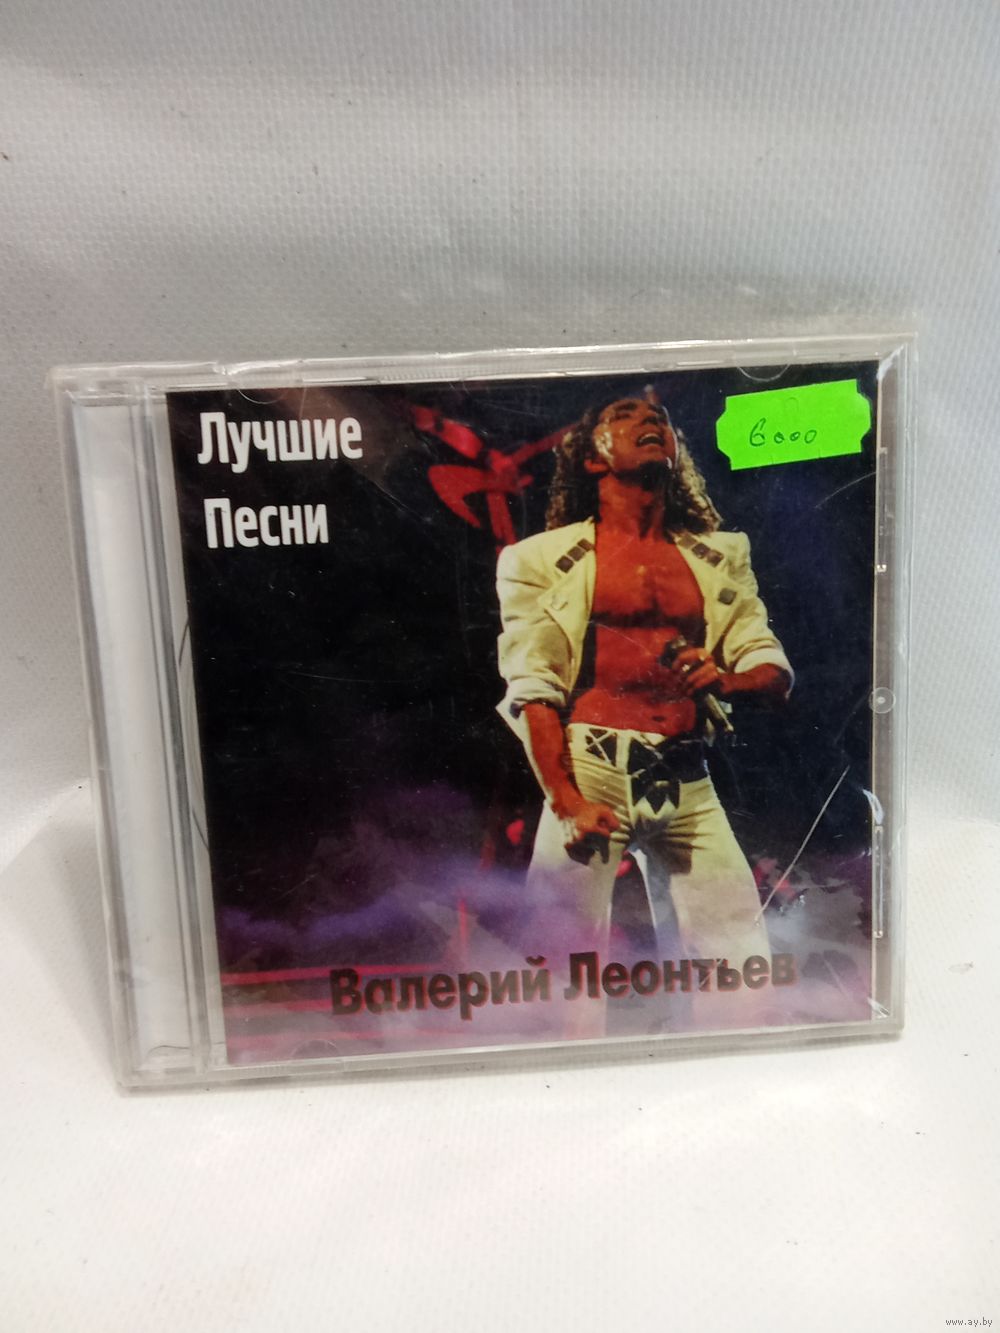 Лучшие
Песни
6000
Валерий Леонтьев
www.ay.by